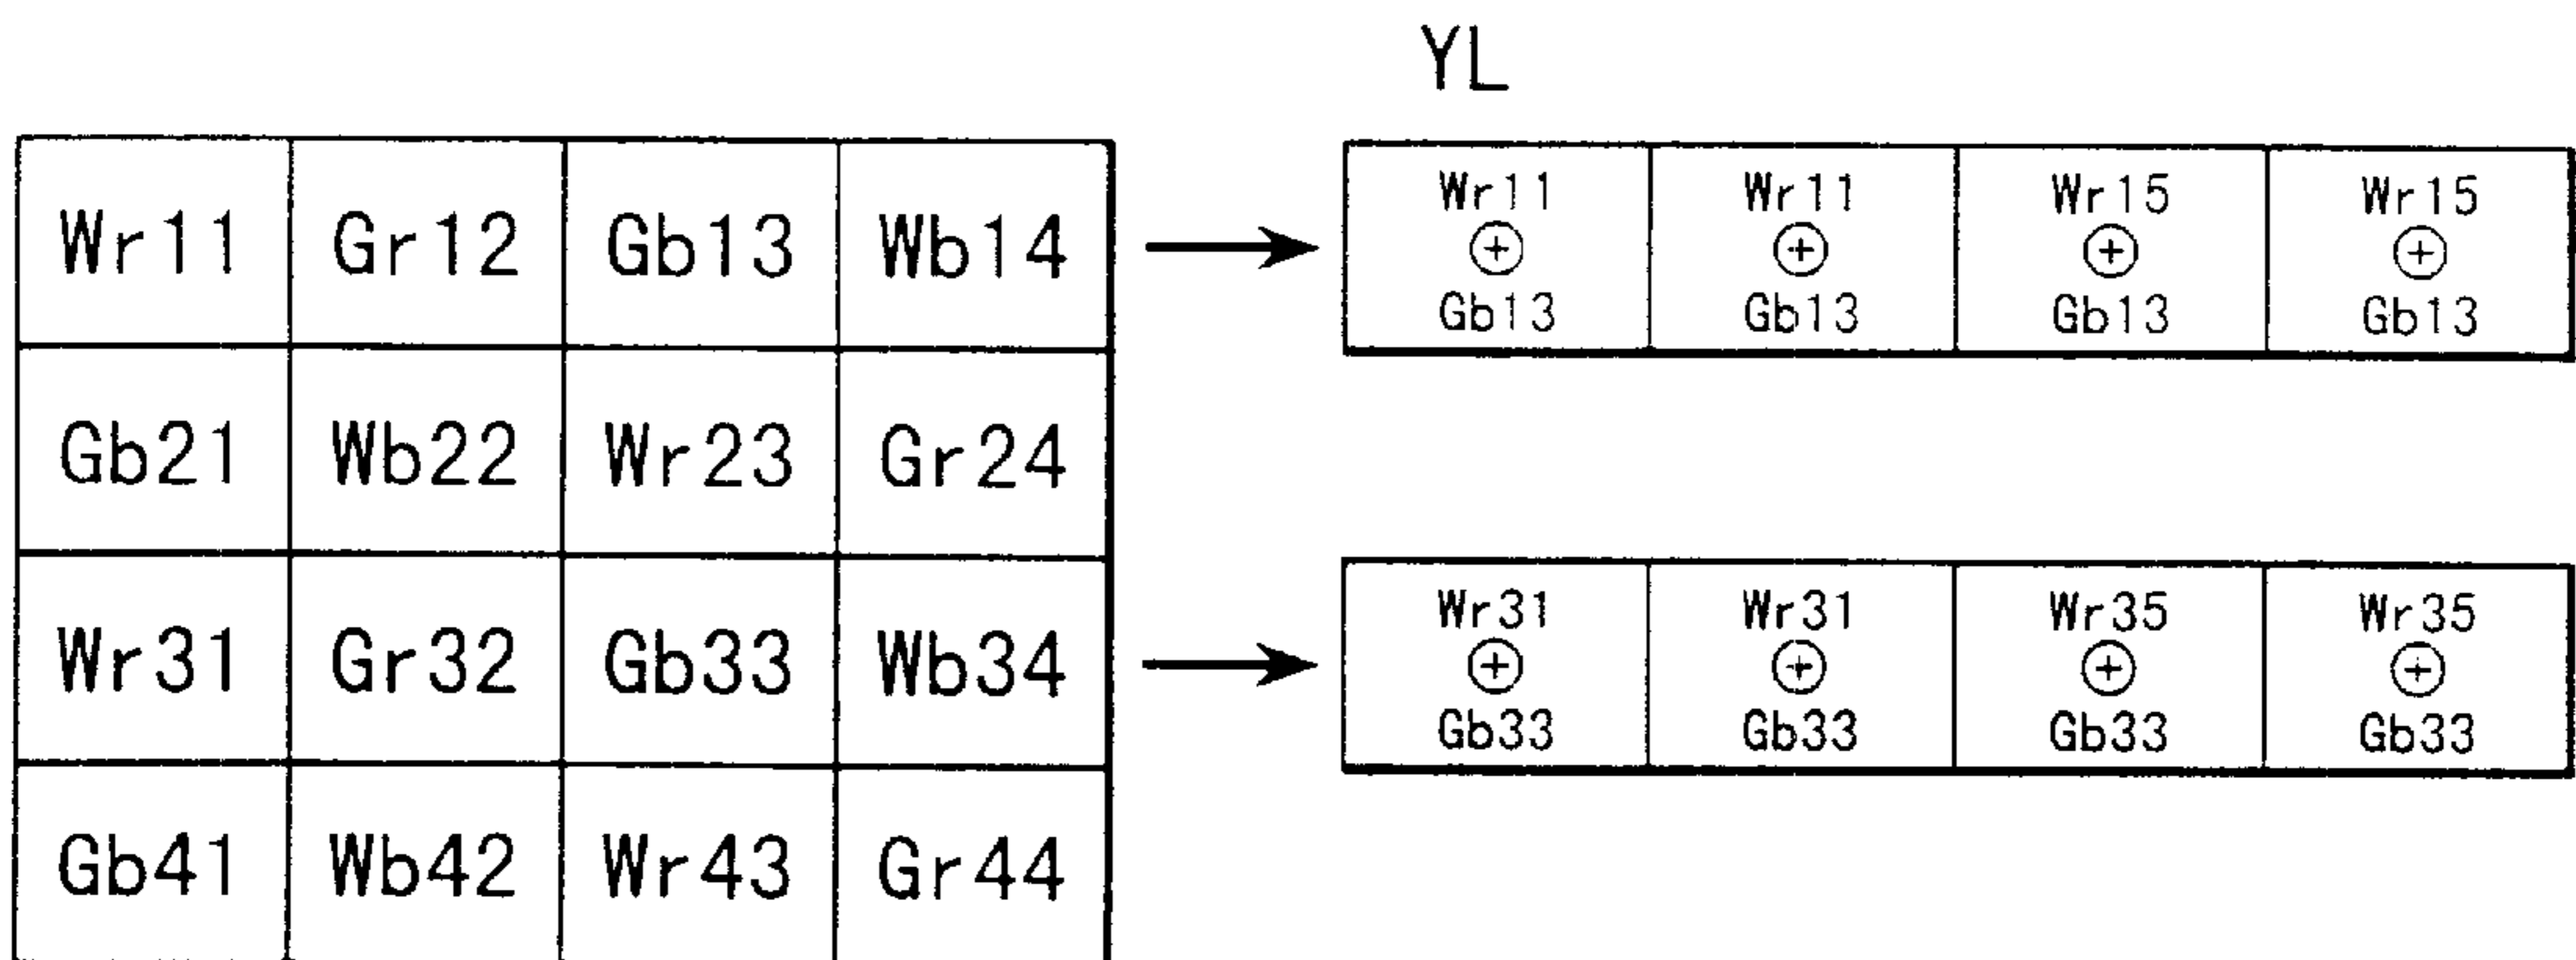 YL
Wr11 Gr12 Gb13 Wb14
Gb21 Wb22 Wr23 Gr24
Wr31 Gr32 Gb33 Wb34
Gb41 Wb42 Wr43 Gr44
Wr11 Wr11 Wr15 Wr15
⊕ ⊕ ⊕ ⊕
Gb13 Gb13 Gb13 Gb13
Wr31 Wr31 Wr35 Wr35
⊕ ⊕ ⊕ ⊕
Gb33 Gb33 Gb33 Gb33